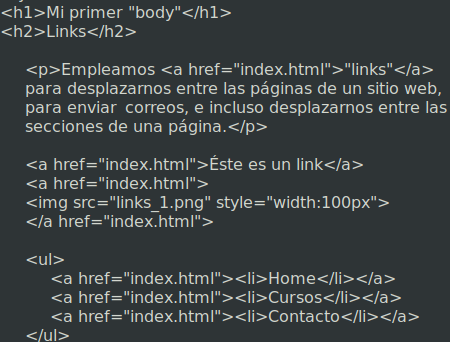 <h1>Mi primer "body"</h1>
<h2>Links</h2>
<p>Empleamos <a href="index.html">"links"</a>
para desplazarnos entre las páginas de un sitio web,
para enviar correos, e incluso desplazarnos entre las
secciones de una página.</p>
<a href="index.html">Éste es un link</a>
<a href="index.html">
<img src="links_1.png" style="width:100px">
</a href="index.html">
<ul>
<a href="index.html"><li>Home</li></a>
<a href="index.html"><li>Cursos</li></a>
<a href="index.html"><li>Contacto</li></a>
</ul>